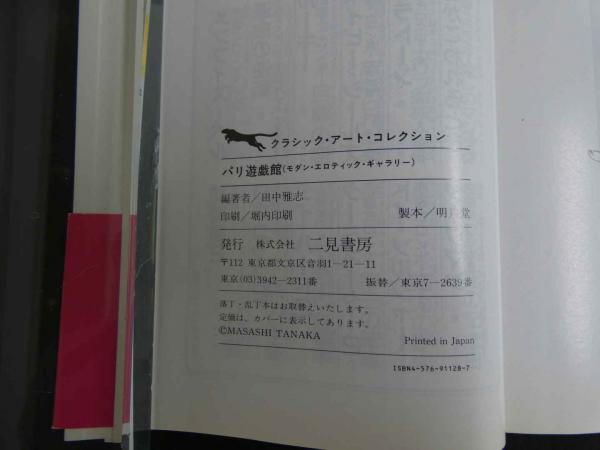 クラシック・アート・コレクション
パリ遊戯館(モダン・エロティック・ギャラリー)
編著者/田中雅志
印刷/堀内印刷 製本/明月堂
発行 株式会社 二見書房
〒112 東京都文京区音羽1−21−11
東京(03)3942−2311番 振替/東京7−2639番
落丁・乱丁本はお取替えいたします。
定価は、カバーに表示してあります。
©MASASHI TANAKA Printed in Japan
ISBN4-576-91128-7